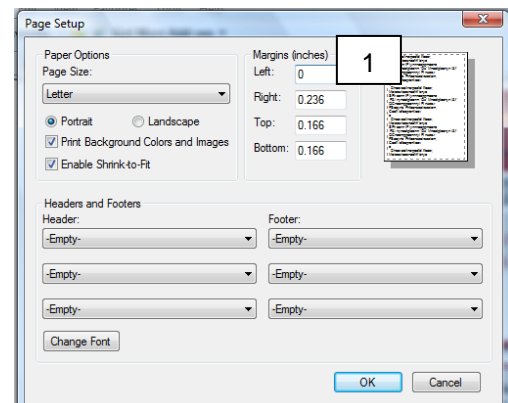 Page Setup
Paper Options
Page Size:
Letter
Portrait
Landscape
Print Background Colors and Images
Enable Shrink-to-Fit
Margins (inches)
Left: 0
Right: 0.236
Top: 0.166
Bottom: 0.166
1
Headers and Footers
Header:
Footer:
-Empty-
-Empty-
-Empty-
-Empty-
-Empty-
-Empty-
Change Font
OK
Cancel